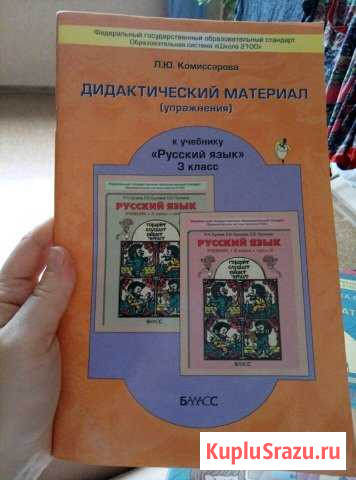 Федеральный государственный образовательный стандарт
Образовательная система «Школа 2100»
Л.Ю. Комиссарова
ДИДАКТИЧЕСКИЙ МАТЕРИАЛ
(упражнения)
к учебнику
«Русский язык»
3 класс
РУССКИЙ ЯЗЫК
РУССКИЙ ЯЗЫК
БАЛАСС
БАЛАСС
БАЛАСС
KupluSrazu.ru